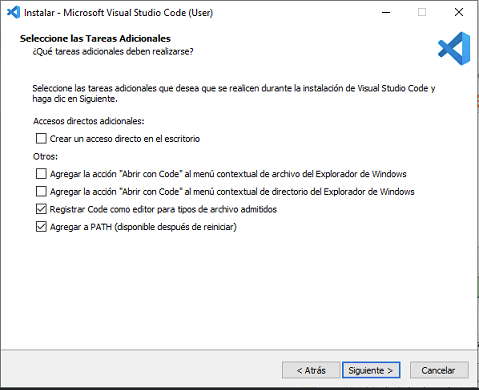 Instalar - Microsoft Visual Studio Code (User)
Seleccione las Tareas Adicionales
¿Qué tareas adicionales deben realizarse?
Seleccione las tareas adicionales que desea que se realicen durante la instalación de Visual Studio Code y
haga clic en Siguiente.
Accesos directos adicionales:
Crear un acceso directo en el escritorio
Otros:
Agregar la acción "Abrir con Code" al menú contextual de archivo del Explorador de Windows
Agregar la acción "Abrir con Code" al menú contextual de directorio del Explorador de Windows
Registrar Code como editor para tipos de archivo admitidos
Agregar a PATH (disponible después de reiniciar)
< Atrás Siguiente > Cancelar